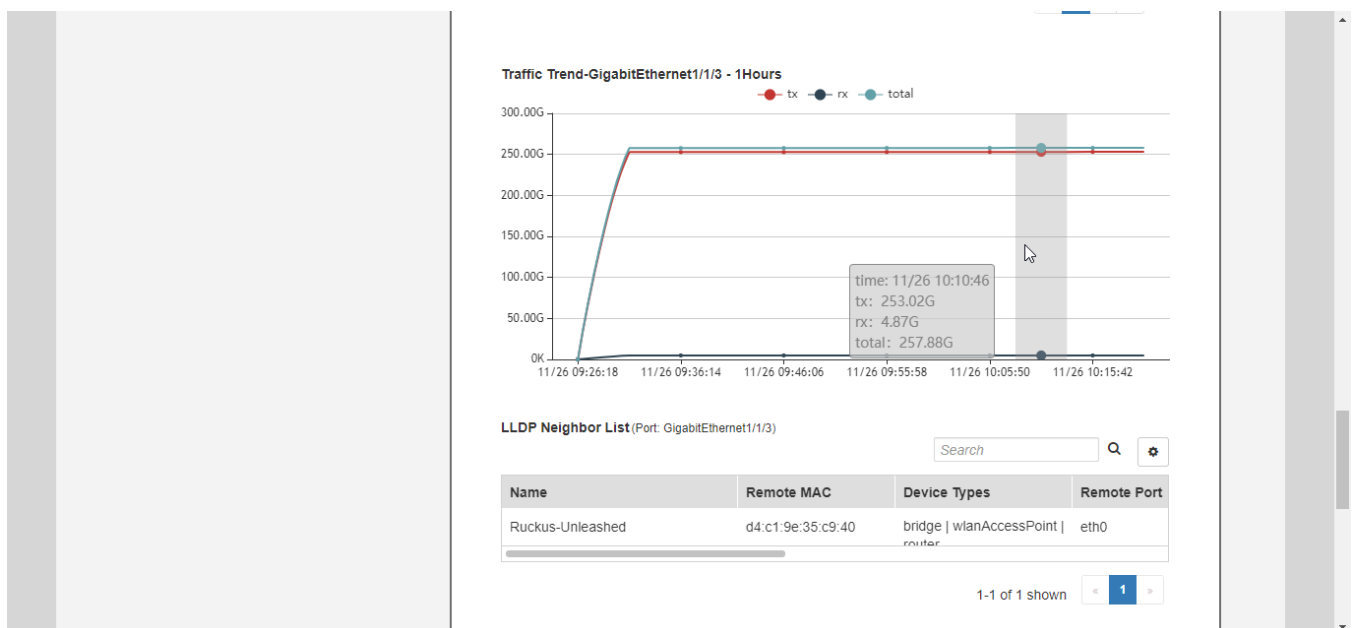 Traffic Trend-GigabitEthernet1/1/3 - 1Hours
tx rx total
300.00G
250.00G
200.00G
150.00G
100.00G
50.00G
0K
time: 11/26 10:10:46
tx: 253.02G
rx: 4.87G
total: 257.88G
11/26 09:26:18 11/26 09:36:14 11/26 09:46:06 11/26 09:55:58 11/26 10:05:50 11/26 10:15:42
LLDP Neighbor List (Port: GigabitEthernet1/1/3)
Search
Name Remote MAC Device Types Remote Port
Ruckus-Unleashed d4:c1:9e:35:c9:40 bridge | wlanAccessPoint | eth0
router
1-1 of 1 shown « 1 »